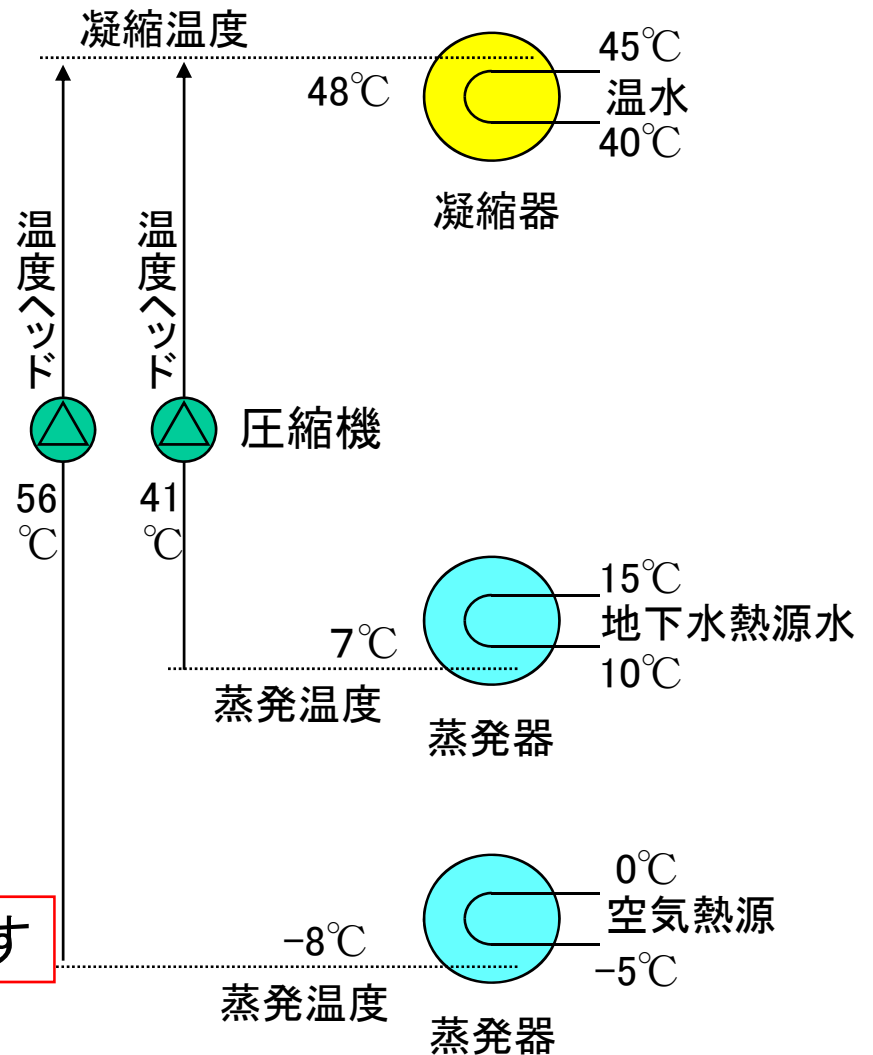 凝縮温度
48℃
45℃
温水
40℃
凝縮器
温度ヘッド
温度ヘッド
圧縮機
56
℃
41
℃
15℃
地下水熱源水
10℃
7℃
蒸発温度
蒸発器
0℃
空気熱源
-5℃
す
-8℃
蒸発温度
蒸発器